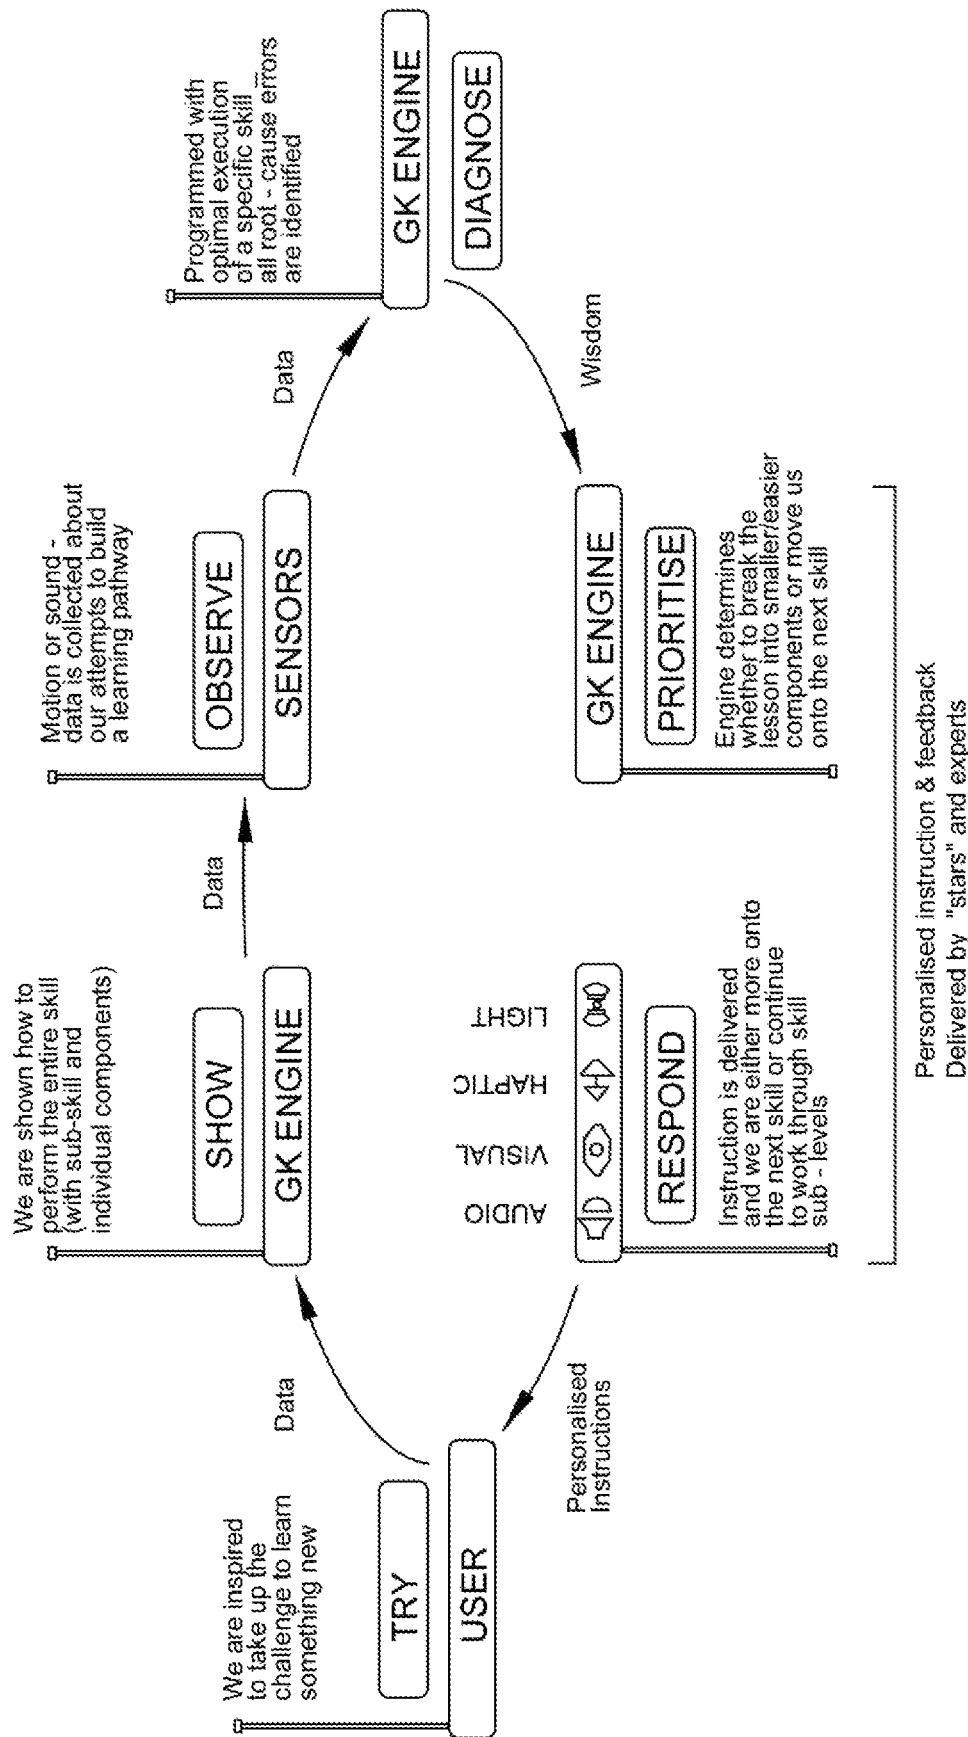 We are inspired
to take up the
challenge to learn
something new
TRY
USER
Data
We are shown how to
perform the entire skill
(with sub-skill and
individual components)
SHOW
GK ENGINE
Data
Motion or sound -
data is collected about
our attempts to build
a learning pathway
OBSERVE
SENSORS
Data
Programmed with
optimal execution
of a specific skill
all root - cause errors
are identified
GK ENGINE
DIAGNOSE
Wisdom
GK ENGINE
PRIORITISE
Engine determines
whether to break the
lesson into smaller/easier
components or move us
onto the next skill
AUDIO
VISUAL
HAPTIC
LIGHT
RESPOND
Instruction is delivered
and we are either more onto
the next skill or continue
to work through skill
sub - levels
Personalised
Instructions
Personalised instruction & feedback
Delivered by "stars" and experts